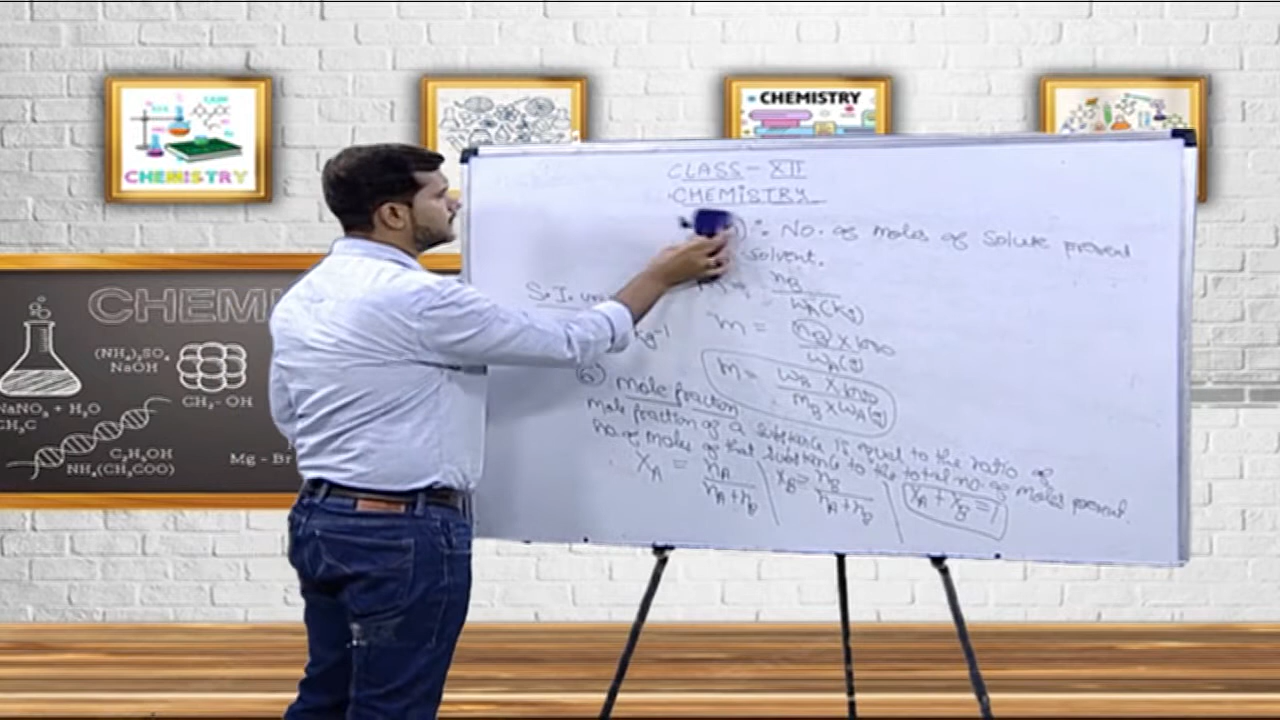 CHEMISTRY
CHEMISTRY
CLASS - XII
CHEMISTRY
) :- No. of moles of solute present
solvent.
S.I. un
kg-1
nB
WA(kg)
m = nB × 1000
WA(g)
m = WB × 1000
MB × WA(g)
6) mole fraction
mole fraction of a substance is equal to the ratio of
no. of moles of that substance to the total no. of moles present.
xA = nA / nA + nB | xB = nB / nA + nB | xA + xB = 1
CHEMI
(NH₄)₂SO₄
NaOH
CH₂ - OH
NaNO₃ + H₂O
CH₃C
C₂H₅OH
NH₄(CH₃COO)
Mg - Br